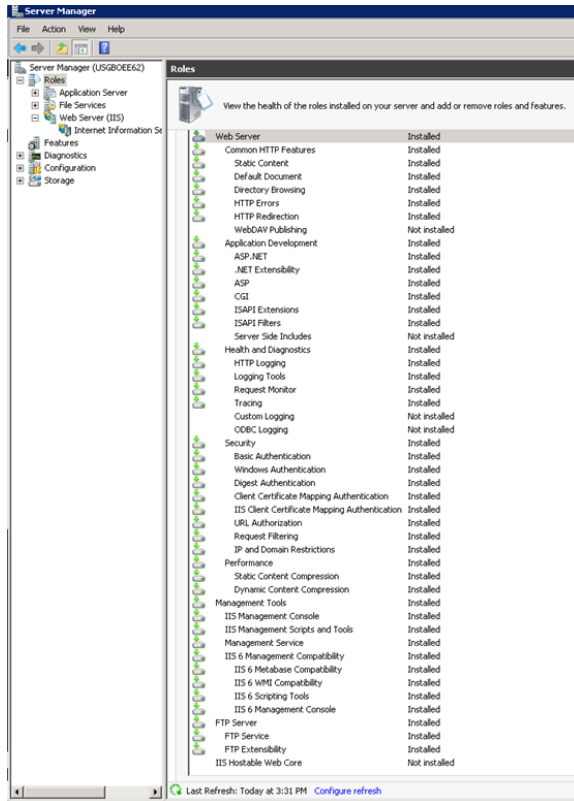 Server Manager
File Action View Help
Server Manager (USGBOEE62)
Roles
Application Server
File Services
Web Server (IIS)
Internet Information Se
Features
Diagnostics
Configuration
Storage
Roles
View the health of the roles installed on your server and add or remove roles and features.
Web Server Installed
Common HTTP Features Installed
Static Content Installed
Default Document Installed
Directory Browsing Installed
HTTP Errors Installed
HTTP Redirection Installed
WebDAV Publishing Not installed
Application Development Installed
ASP.NET Installed
.NET Extensibility Installed
ASP Installed
CGI Installed
ISAPI Extensions Installed
ISAPI Filters Installed
Server Side Includes Not installed
Health and Diagnostics Installed
HTTP Logging Installed
Logging Tools Installed
Request Monitor Installed
Tracing Installed
Custom Logging Not installed
ODBC Logging Not installed
Security Installed
Basic Authentication Installed
Windows Authentication Installed
Digest Authentication Installed
Client Certificate Mapping Authentication Installed
IIS Client Certificate Mapping Authentication Installed
URL Authorization Installed
Request Filtering Installed
IP and Domain Restrictions Installed
Performance Installed
Static Content Compression Installed
Dynamic Content Compression Installed
Management Tools Installed
IIS Management Console Installed
IIS Management Scripts and Tools Installed
Management Service Installed
IIS 6 Management Compatibility Installed
IIS 6 Metabase Compatibility Installed
IIS 6 WMI Compatibility Installed
IIS 6 Scripting Tools Installed
IIS 6 Management Console Installed
FTP Server Installed
FTP Service Installed
FTP Extensibility Installed
IIS Hostable Web Core Not installed
Last Refresh: Today at 3:31 PM Configure refresh